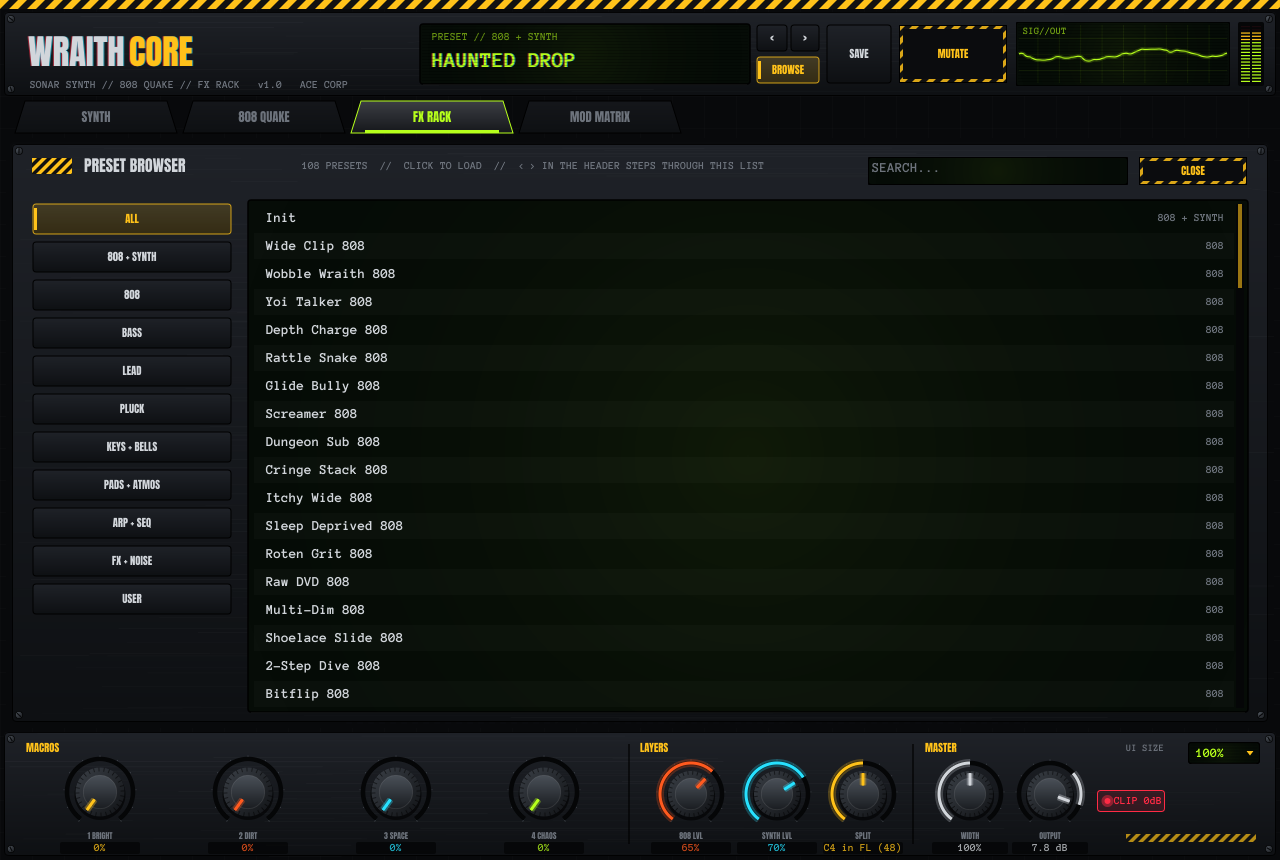 WRAITH CORE
SONAR SYNTH // 808 QUAKE // FX RACK v1.0 ACE CORP
PRESET // 808 + SYNTH
HAUNTED DROP
‹ ›
BROWSE
SAVE
MUTATE
SIG//OUT
SYNTH
808 QUAKE
FX RACK
MOD MATRIX
PRESET BROWSER
108 PRESETS // CLICK TO LOAD // ‹ › IN THE HEADER STEPS THROUGH THIS LIST
SEARCH...
CLOSE
ALL
808 + SYNTH
808
BASS
LEAD
PLUCK
KEYS + BELLS
PADS + ATMOS
ARP + SEQ
FX + NOISE
USER
Init 808 + SYNTH
Wide Clip 808 808
Wobble Wraith 808 808
Yoi Talker 808 808
Depth Charge 808 808
Rattle Snake 808 808
Glide Bully 808 808
Screamer 808 808
Dungeon Sub 808 808
Cringe Stack 808 808
Itchy Wide 808 808
Sleep Deprived 808 808
Roten Grit 808 808
Raw DVD 808 808
Multi-Dim 808 808
Shoelace Slide 808 808
2-Step Dive 808 808
Bitflip 808 808
MACROS
1 BRIGHT
0%
2 DIRT
0%
3 SPACE
0%
4 CHAOS
0%
LAYERS
808 LVL
65%
SYNTH LVL
70%
SPLIT
C4 in FL (48)
MASTER
WIDTH
100%
OUTPUT
7.8 dB
UI SIZE
100%
CLIP 0dB